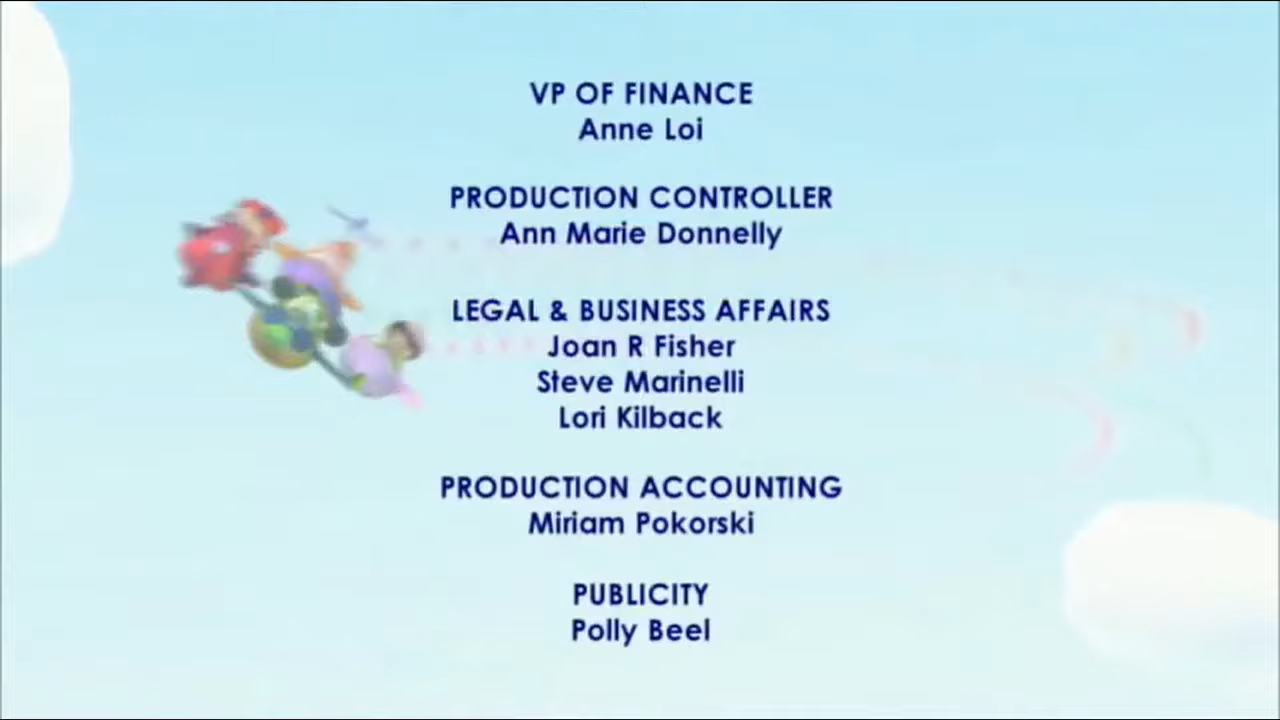 VP OF FINANCE
Anne Loi
PRODUCTION CONTROLLER
Ann Marie Donnelly
LEGAL & BUSINESS AFFAIRS
Joan R Fisher
Steve Marinelli
Lori Kilback
PRODUCTION ACCOUNTING
Miriam Pokorski
PUBLICITY
Polly Beel